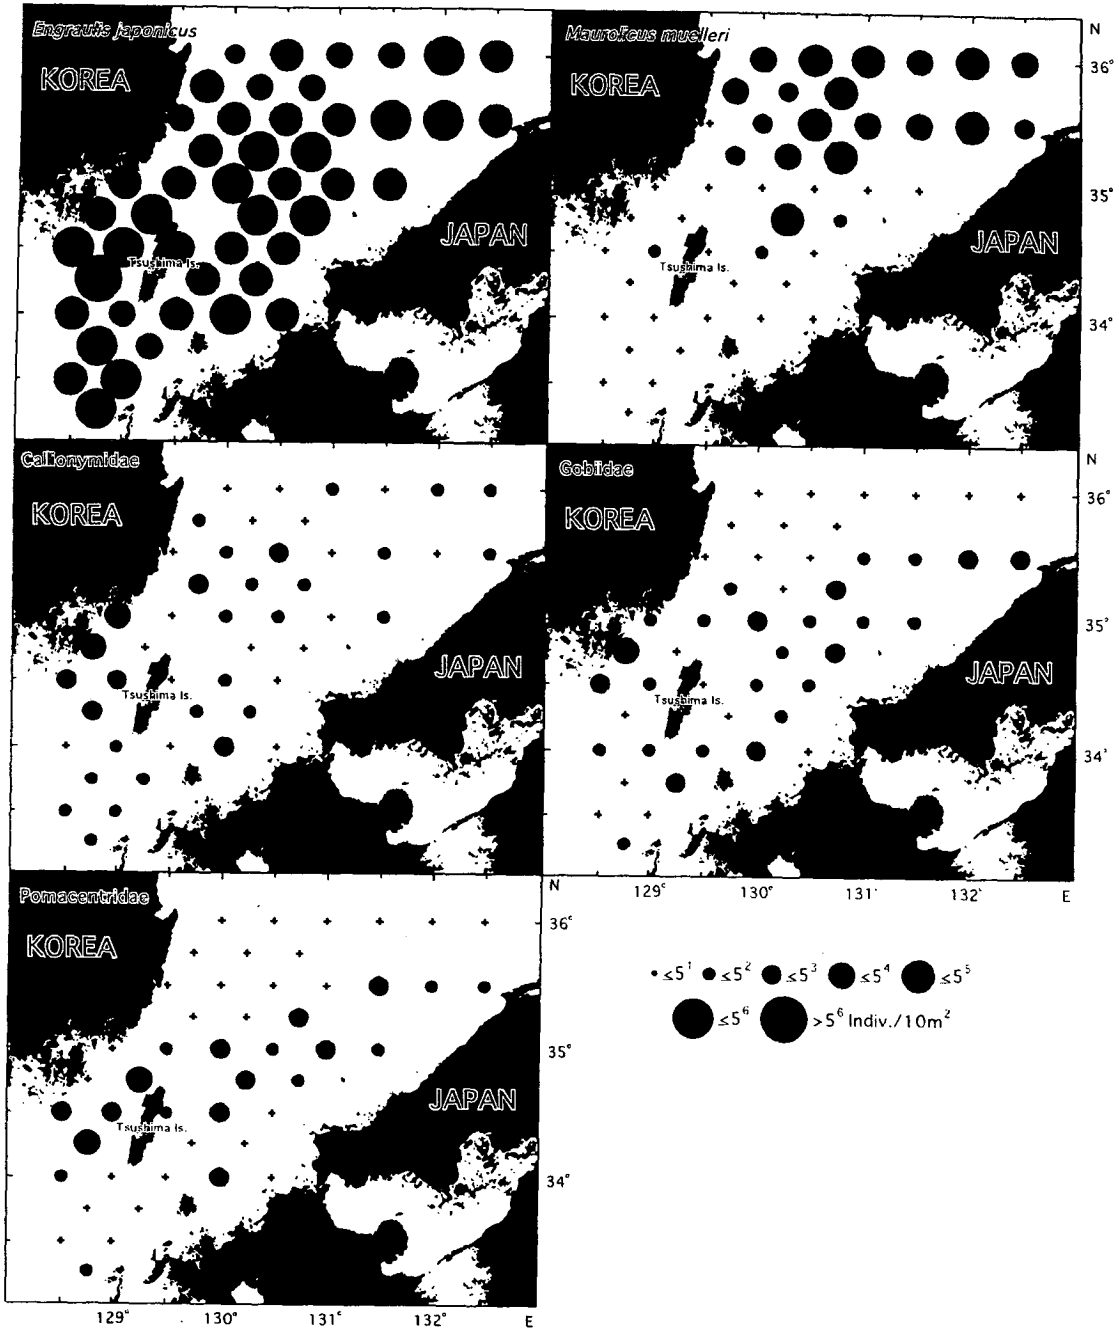 Engraulis japonicus
KOREA
JAPAN
Tsushima Is.
Maurolicus muelleri
KOREA
JAPAN
Tsushima Is.
N
36°
35°
34°
Callionymidae
KOREA
JAPAN
Tsushima Is.
Gobiidae
KOREA
JAPAN
Tsushima Is.
N
36°
35°
34°
129° 130° 131° 132° E
Pomacentridae
KOREA
JAPAN
Tsushima Is.
N
36°
35°
34°
129° 130° 131° 132° E
≤5¹ ≤5² ≤5³ ≤5⁴ ≤5⁵
≤5⁶ >5⁶ Indiv./10m²